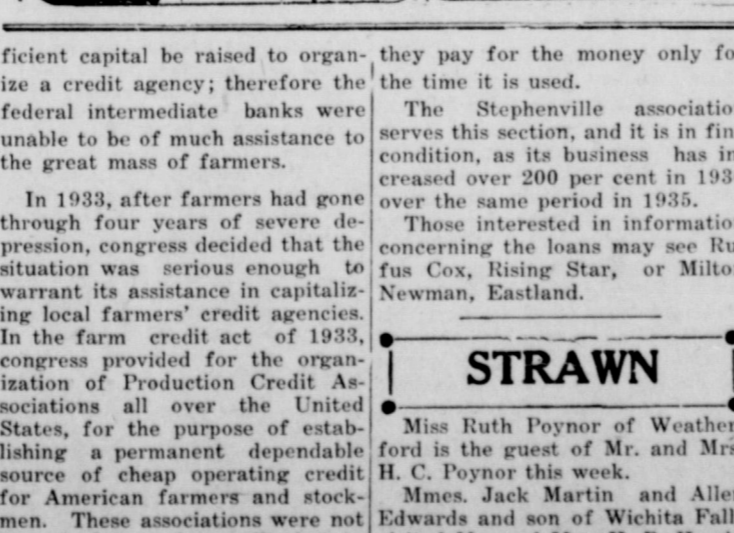 ficient capital be raised to organ-
ize a credit agency; therefore the
federal intermediate banks were
unable to be of much assistance to
the great mass of farmers.
In 1933, after farmers had gone
through four years of severe de-
pression, congress decided that the
situation was serious enough to
warrant its assistance in capitaliz-
ing local farmers' credit agencies.
In the farm credit act of 1933,
congress provided for the organ-
ization of Production Credit As-
sociations all over the United
States, for the purpose of estab-
lishing a permanent dependable
source of cheap operating credit
for American farmers and stock-
men. These associations were not
they pay for the money only fo
the time it is used.
The Stephenville associatio
serves this section, and it is in fin
condition, as its business has in
creased over 200 per cent in 193
over the same period in 1935.
Those interested in informatio
concerning the loans may see Ru
fus Cox, Rising Star, or Milto
Newman, Eastland.
STRAWN
Miss Ruth Poynor of Weather
ford is the guest of Mr. and Mrs
H. C. Poynor this week.
Mmes. Jack Martin and Alle
Edwards and son of Wichita Fall